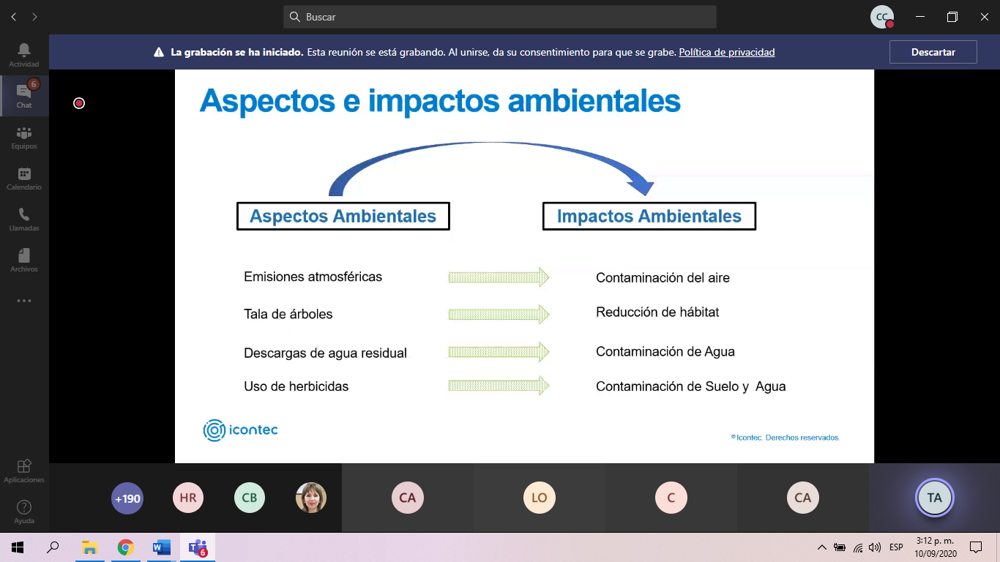 Buscar
CC
La grabación se ha iniciado. Esta reunión se está grabando. Al unirse, da su consentimiento para que se grabe. Política de privacidad
Descartar
Actividad
6
Chat
Equipos
Calendario
Llamadas
Archivos
Aplicaciones
Ayuda
Aspectos e impactos ambientales
Aspectos Ambientales
Impactos Ambientales
Emisiones atmosféricas
Contaminación del aire
Tala de árboles
Reducción de hábitat
Descargas de agua residual
Contaminación de Agua
Uso de herbicidas
Contaminación de Suelo y Agua
icontec
® Icontec. Derechos reservados
+190
HR
CB
CA
LO
C
CA
TA
W
6
ESP
3:12 p. m.
10/09/2020